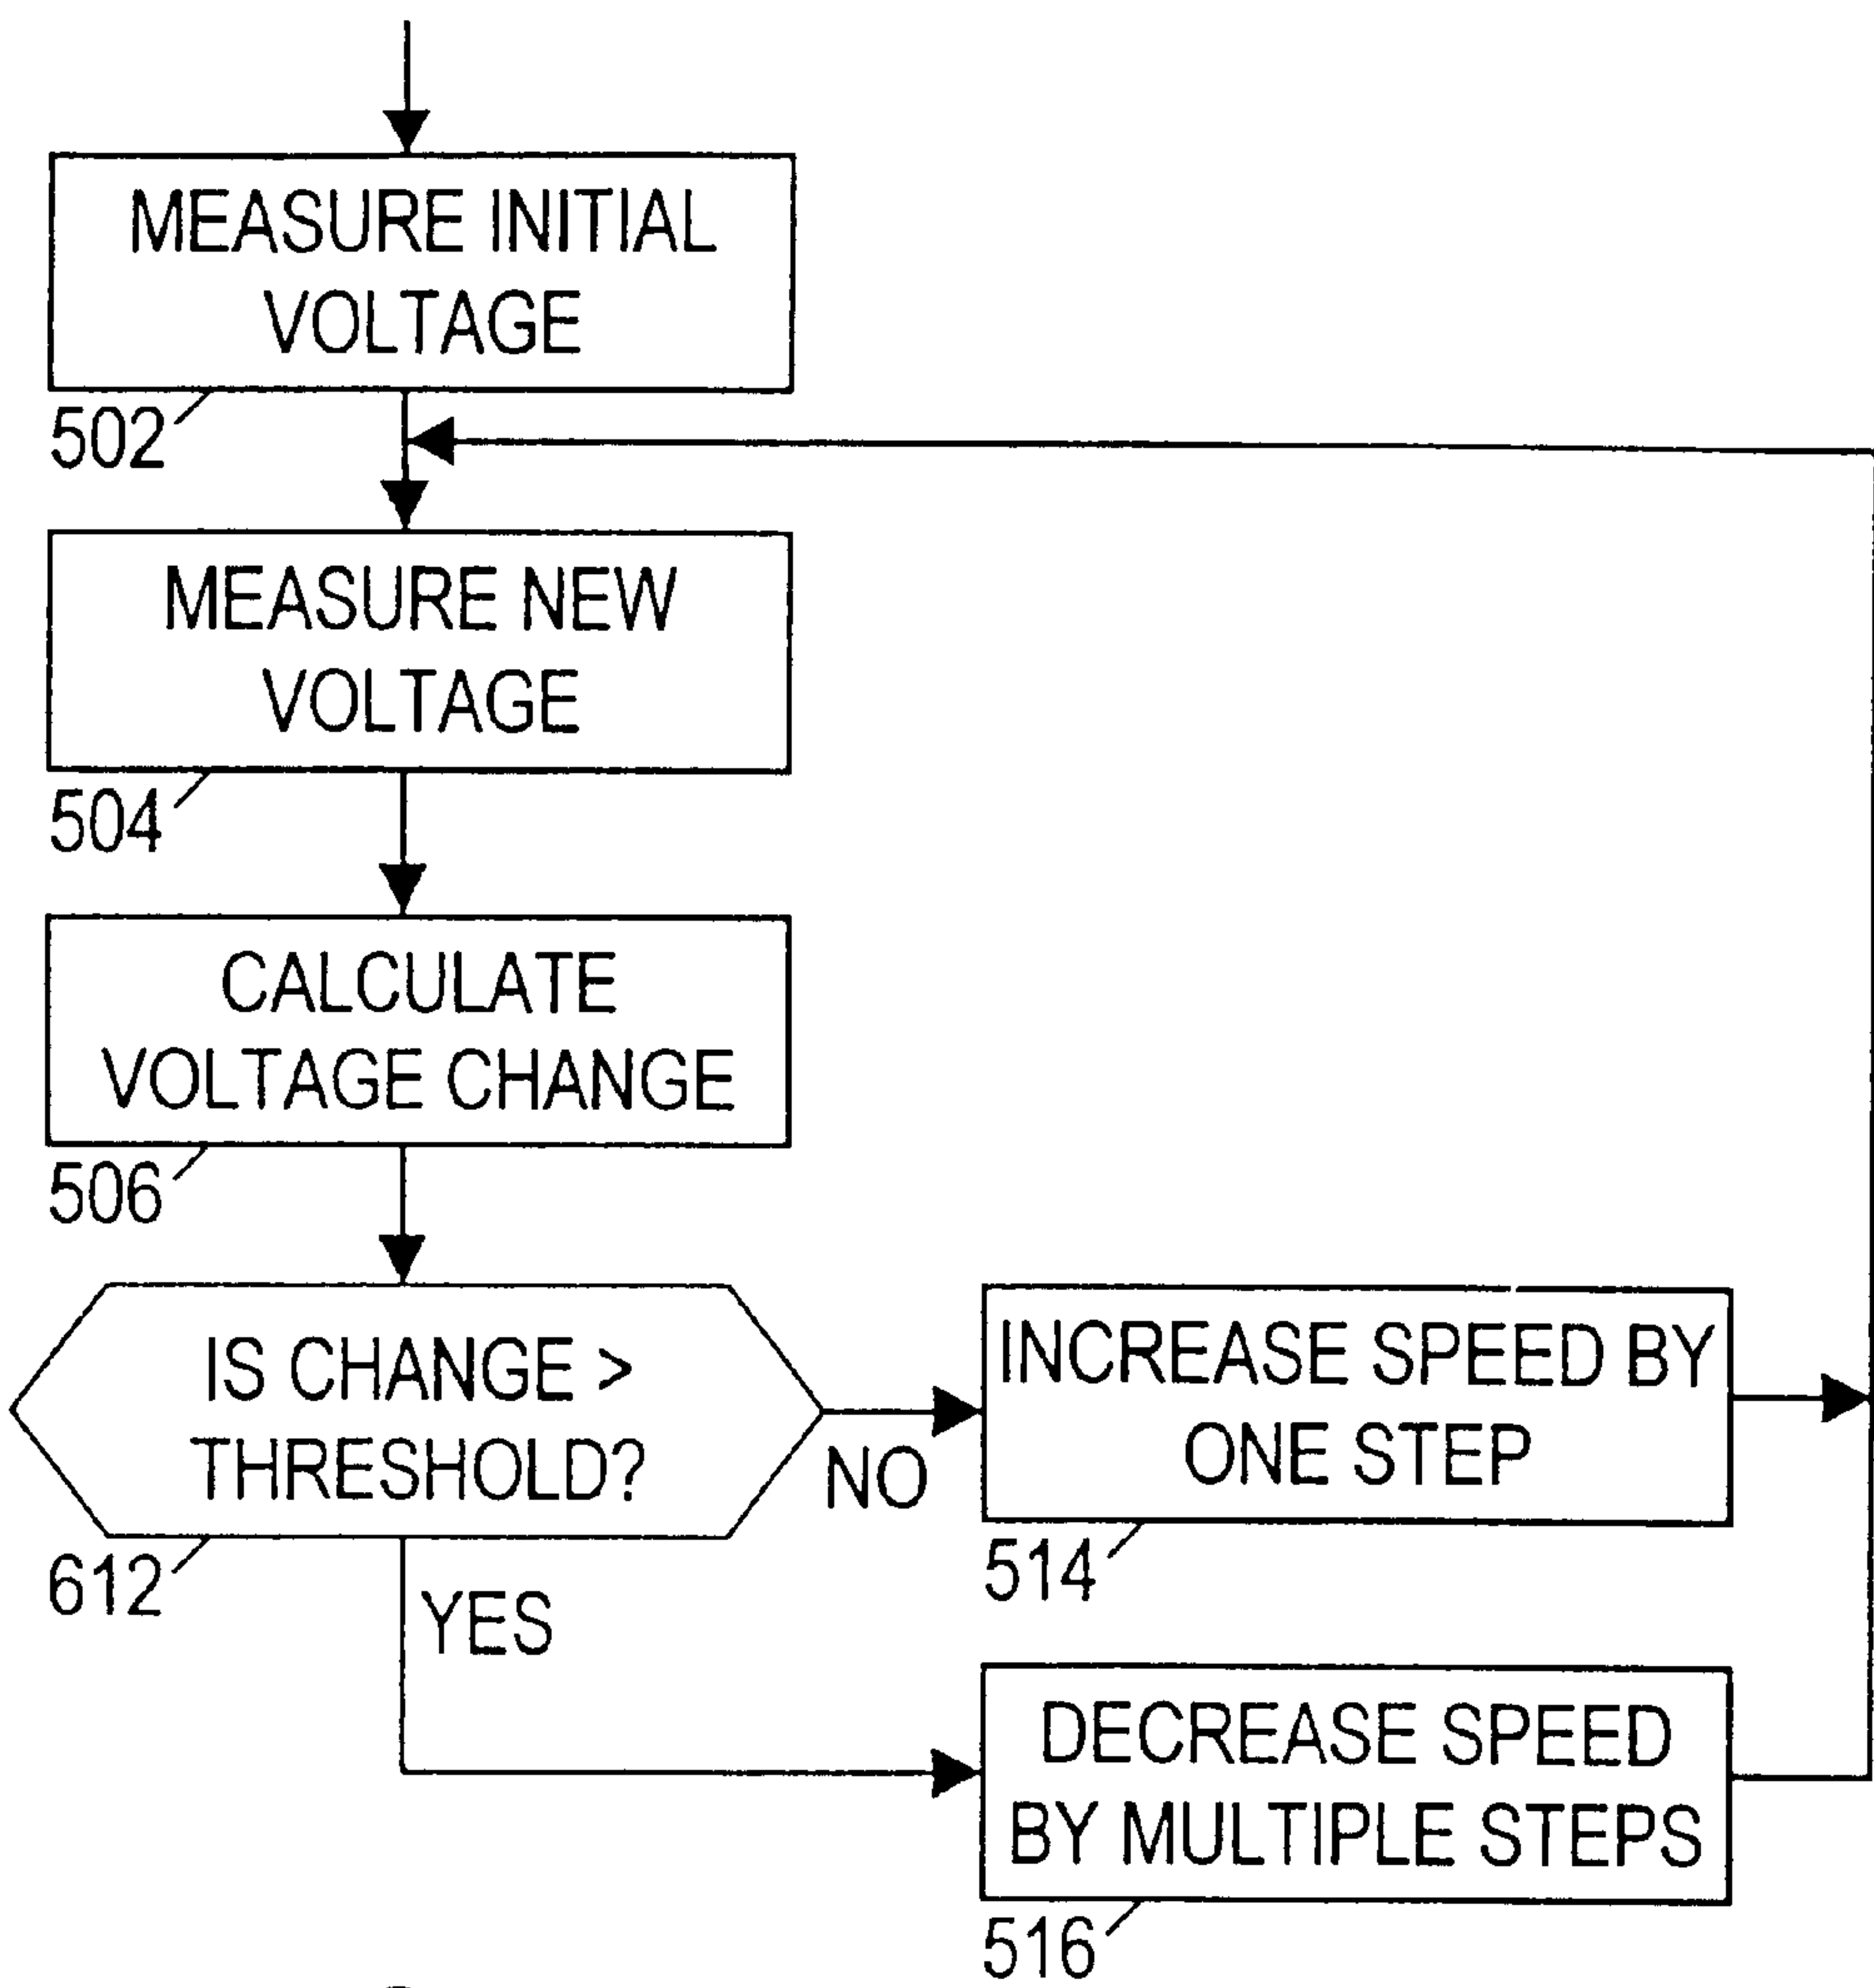 MEASURE INITIAL
VOLTAGE
502
MEASURE NEW
VOLTAGE
504
CALCULATE
VOLTAGE CHANGE
506
IS CHANGE >
THRESHOLD?
612
NO
INCREASE SPEED BY
ONE STEP
514
YES
DECREASE SPEED
BY MULTIPLE STEPS
516